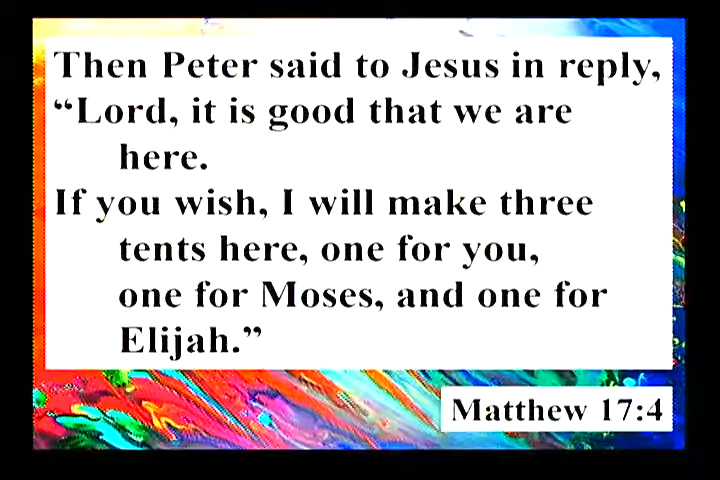 Then Peter said to Jesus in reply,
“Lord, it is good that we are
here.
If you wish, I will make three
tents here, one for you,
one for Moses, and one for
Elijah.”
Matthew 17:4